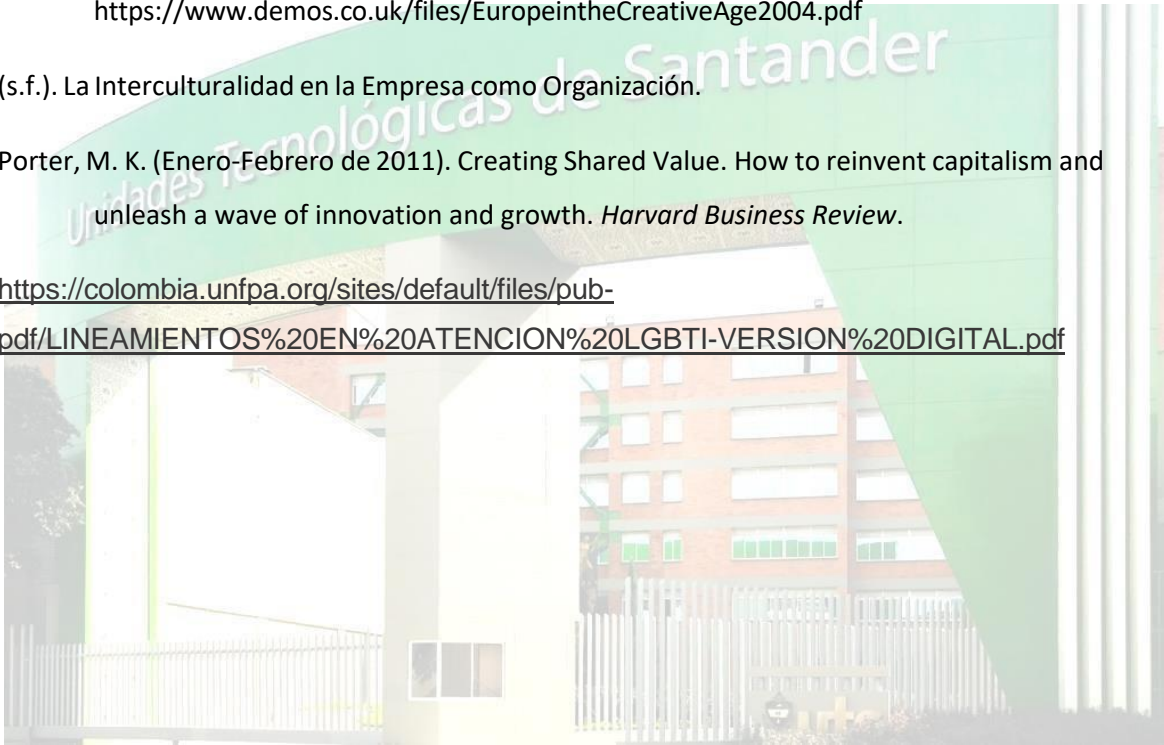 https://www.demos.co.uk/files/EuropeintheCreativeAge2004.pdf
(s.f.). La Interculturalidad en la Empresa como Organización.
Porter, M. K. (Enero-Febrero de 2011). Creating Shared Value. How to reinvent capitalism and
unleash a wave of innovation and growth. Harvard Business Review.
https://colombia.unfpa.org/sites/default/files/pub-
pdf/LINEAMIENTOS%20EN%20ATENCION%20LGBTI-VERSION%20DIGITAL.pdf
Unidades Tecnológicas de Santander